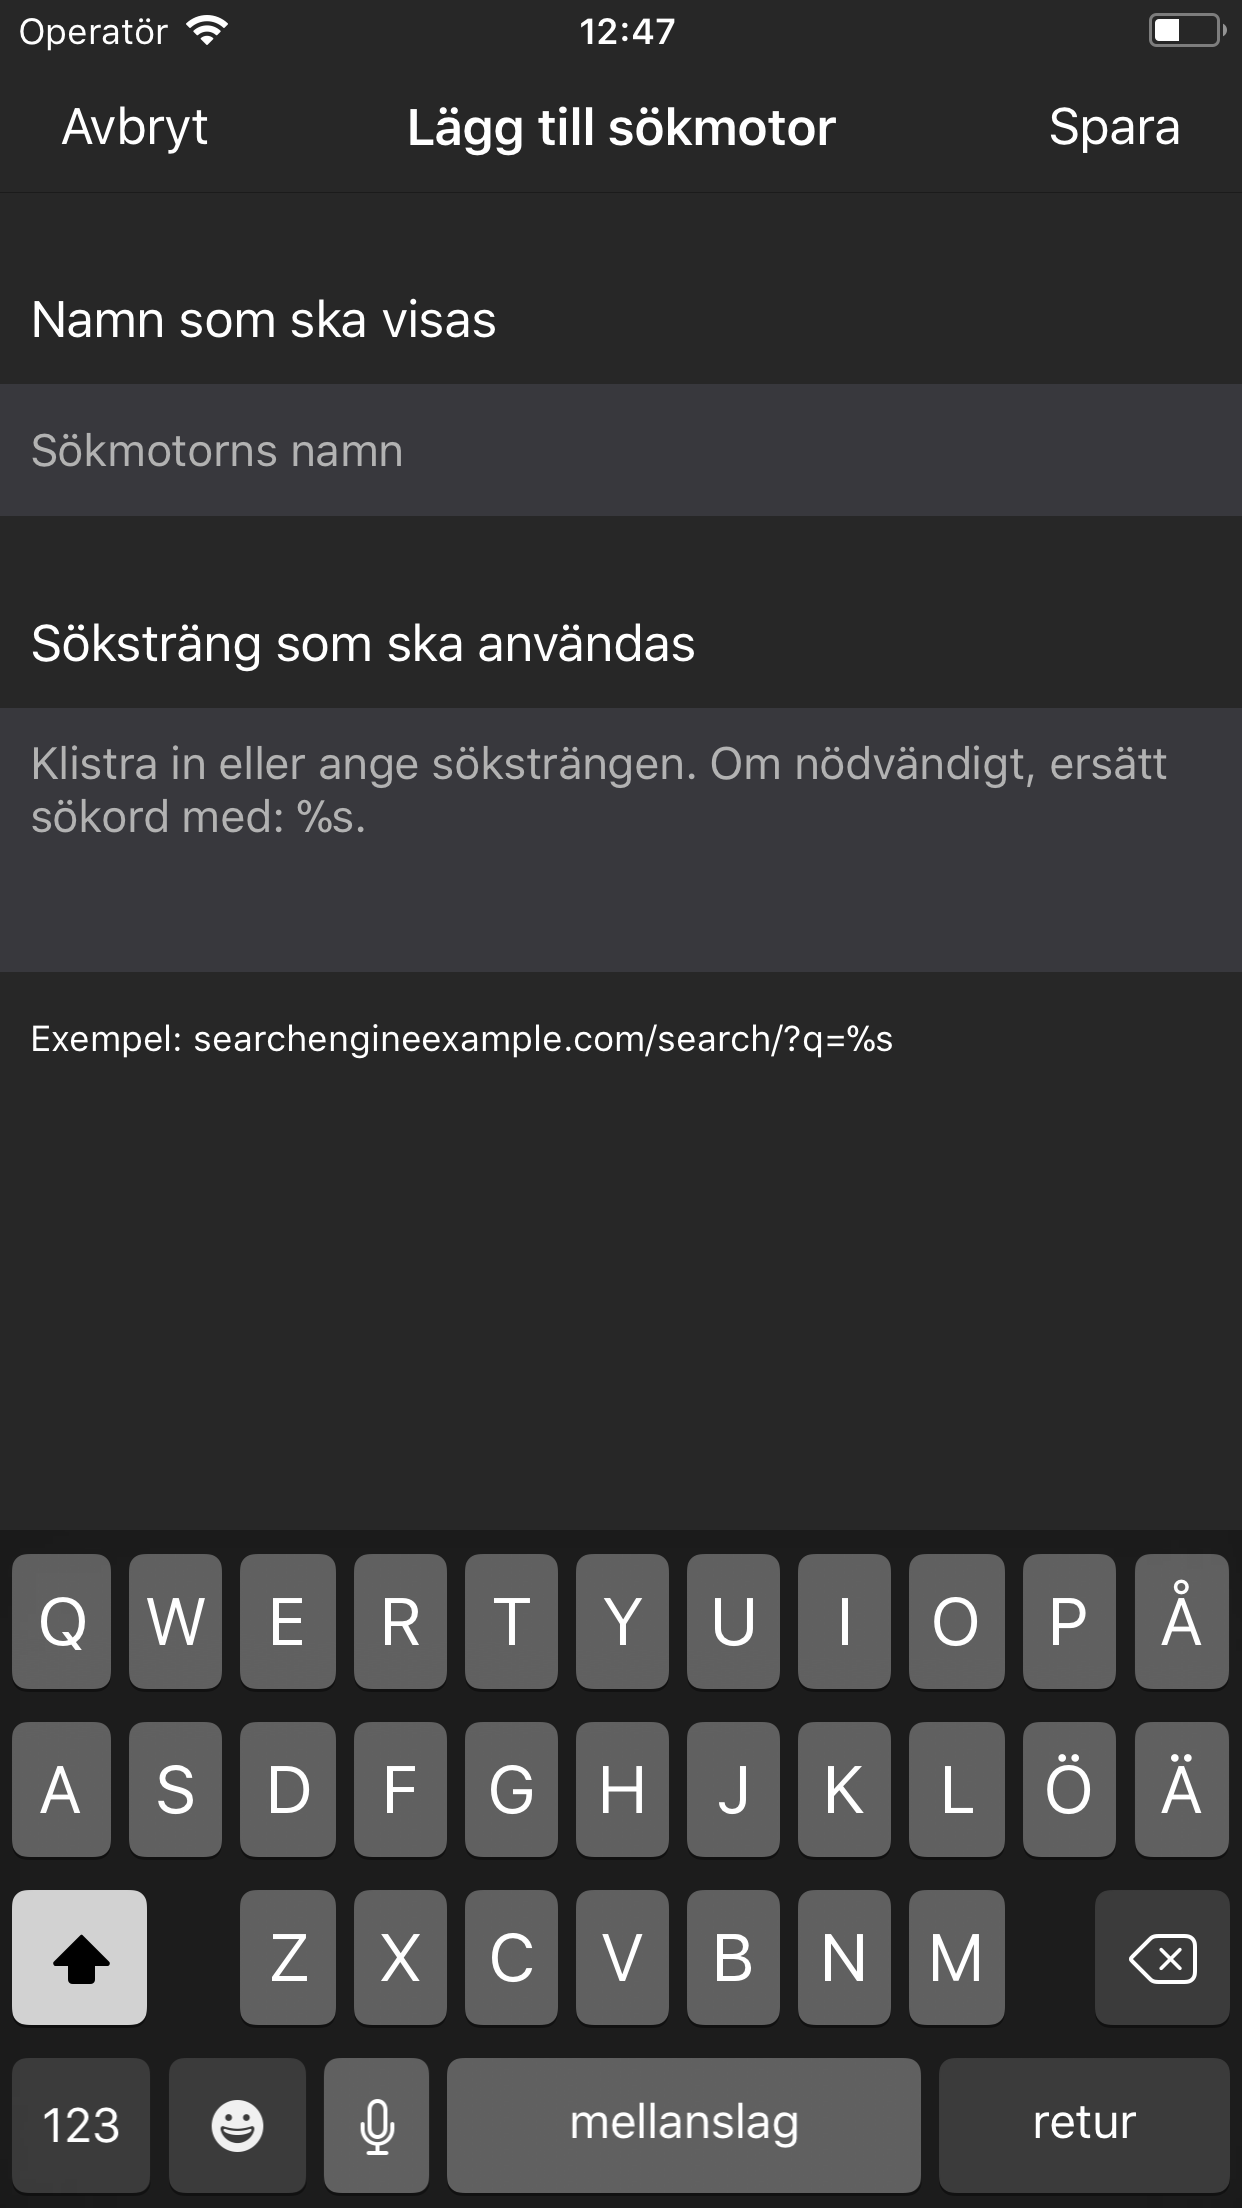 Operatör 12:47
Avbryt Lägg till sökmotor Spara
Namn som ska visas
Sökmotorns namn
Söksträng som ska användas
Klistra in eller ange söksträngen. Om nödvändigt, ersätt
sökord med: %s.
Exempel: searchengineexample.com/search/?q=%s
Q W E R T Y U I O P Å
A S D F G H J K L Ö Ä
Z X C V B N M
123 mellanslag retur